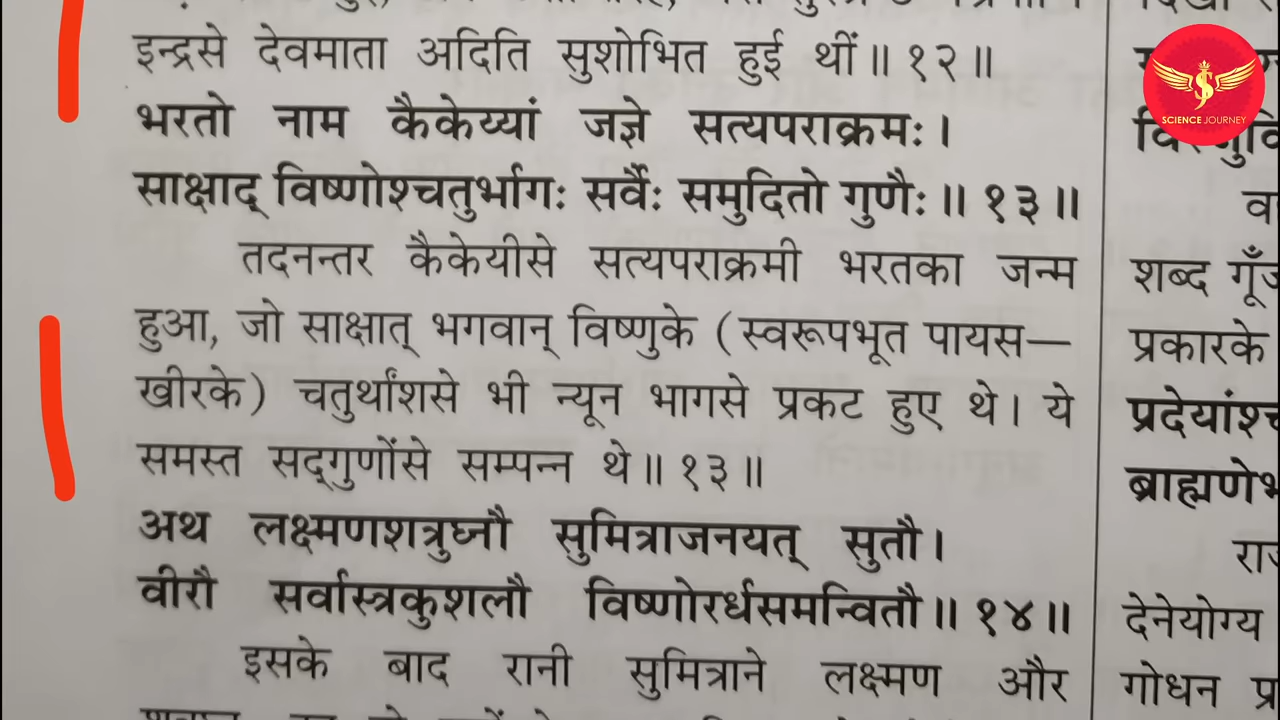 इन्द्रसे देवमाता अदिति सुशोभित हुई थीं॥ १२॥
भरतो नाम कैकेय्यां जज्ञे सत्यपराक्रमः।
साक्षाद् विष्णोश्चतुर्भागः सर्वैः समुदितो गुणैः॥ १३॥
तदनन्तर कैकेयीसे सत्यपराक्रमी भरतका जन्म
हुआ, जो साक्षात् भगवान् विष्णुके (स्वरूपभूत पायस—
खीरके) चतुर्थांशसे भी न्यून भागसे प्रकट हुए थे। ये
समस्त सद्‌गुणोंसे सम्पन्न थे॥ १३॥
अथ लक्ष्मणशत्रुघ्नौ सुमित्राजनयत् सुतौ।
वीरौ सर्वास्त्रकुशलौ विष्णोरर्धसमन्वितौ॥ १४॥
इसके बाद रानी सुमित्राने लक्ष्मण और
शब्द
प्रकारके
देनेयोग्य
गोधन
SCIENCE JOURNEY